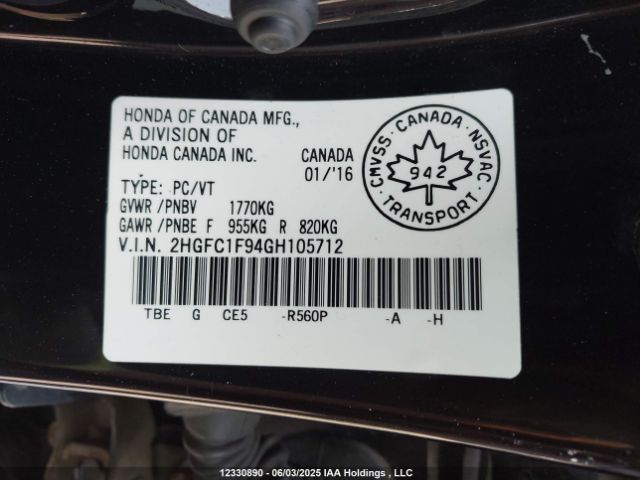 HONDA OF CANADA MFG.,
A DIVISION OF
HONDA CANADA INC. CANADA
01/'16
TYPE: PC/VT
GVWR/PNBV 1770KG
GAWR/PNBE F 955KG R 820KG
V.I.N. 2HGFC1F94GH105712
TBE G CE5 -R560P -A -H
CMVSS·CANADA·NSVAC
942
TRANSPORT
12330890 - 06/03/2025 IAA Holdings , LLC